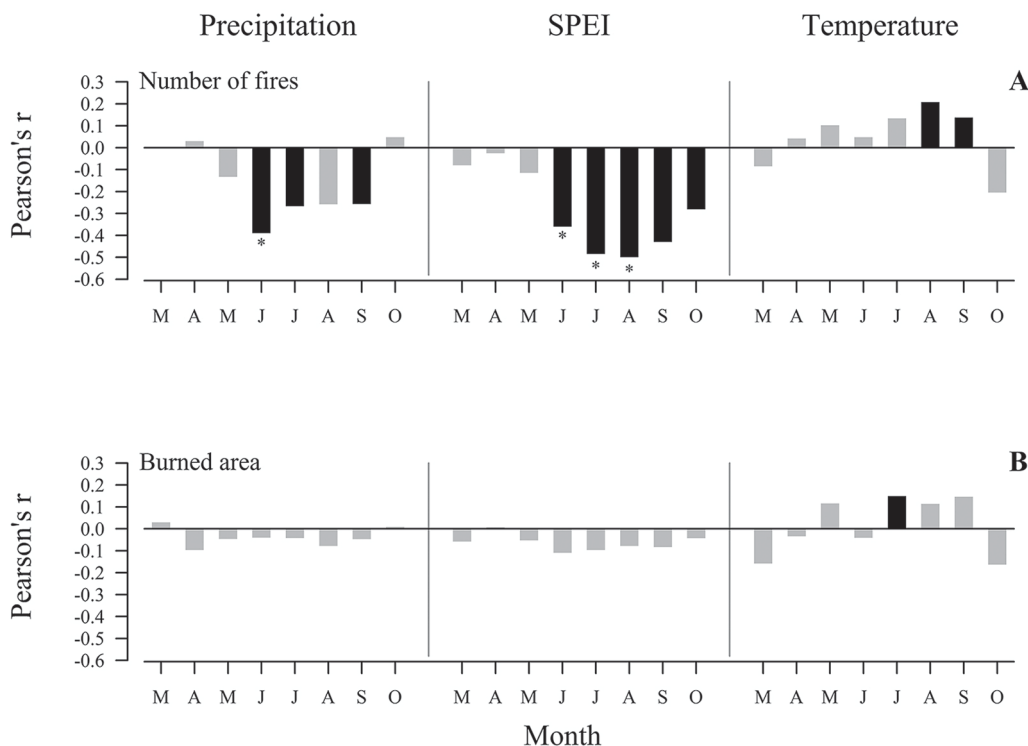 Precipitation SPEI Temperature
Number of fires A
Pearson's r
0.3
0.2
0.1
0.0
-0.1
-0.2
-0.3
-0.4
-0.5
-0.6
* * * *
M A M J J A S O M A M J J A S O M A M J J A S O
Burned area B
Pearson's r
0.3
0.2
0.1
0.0
-0.1
-0.2
-0.3
-0.4
-0.5
-0.6
M A M J J A S O M A M J J A S O M A M J J A S O
Month